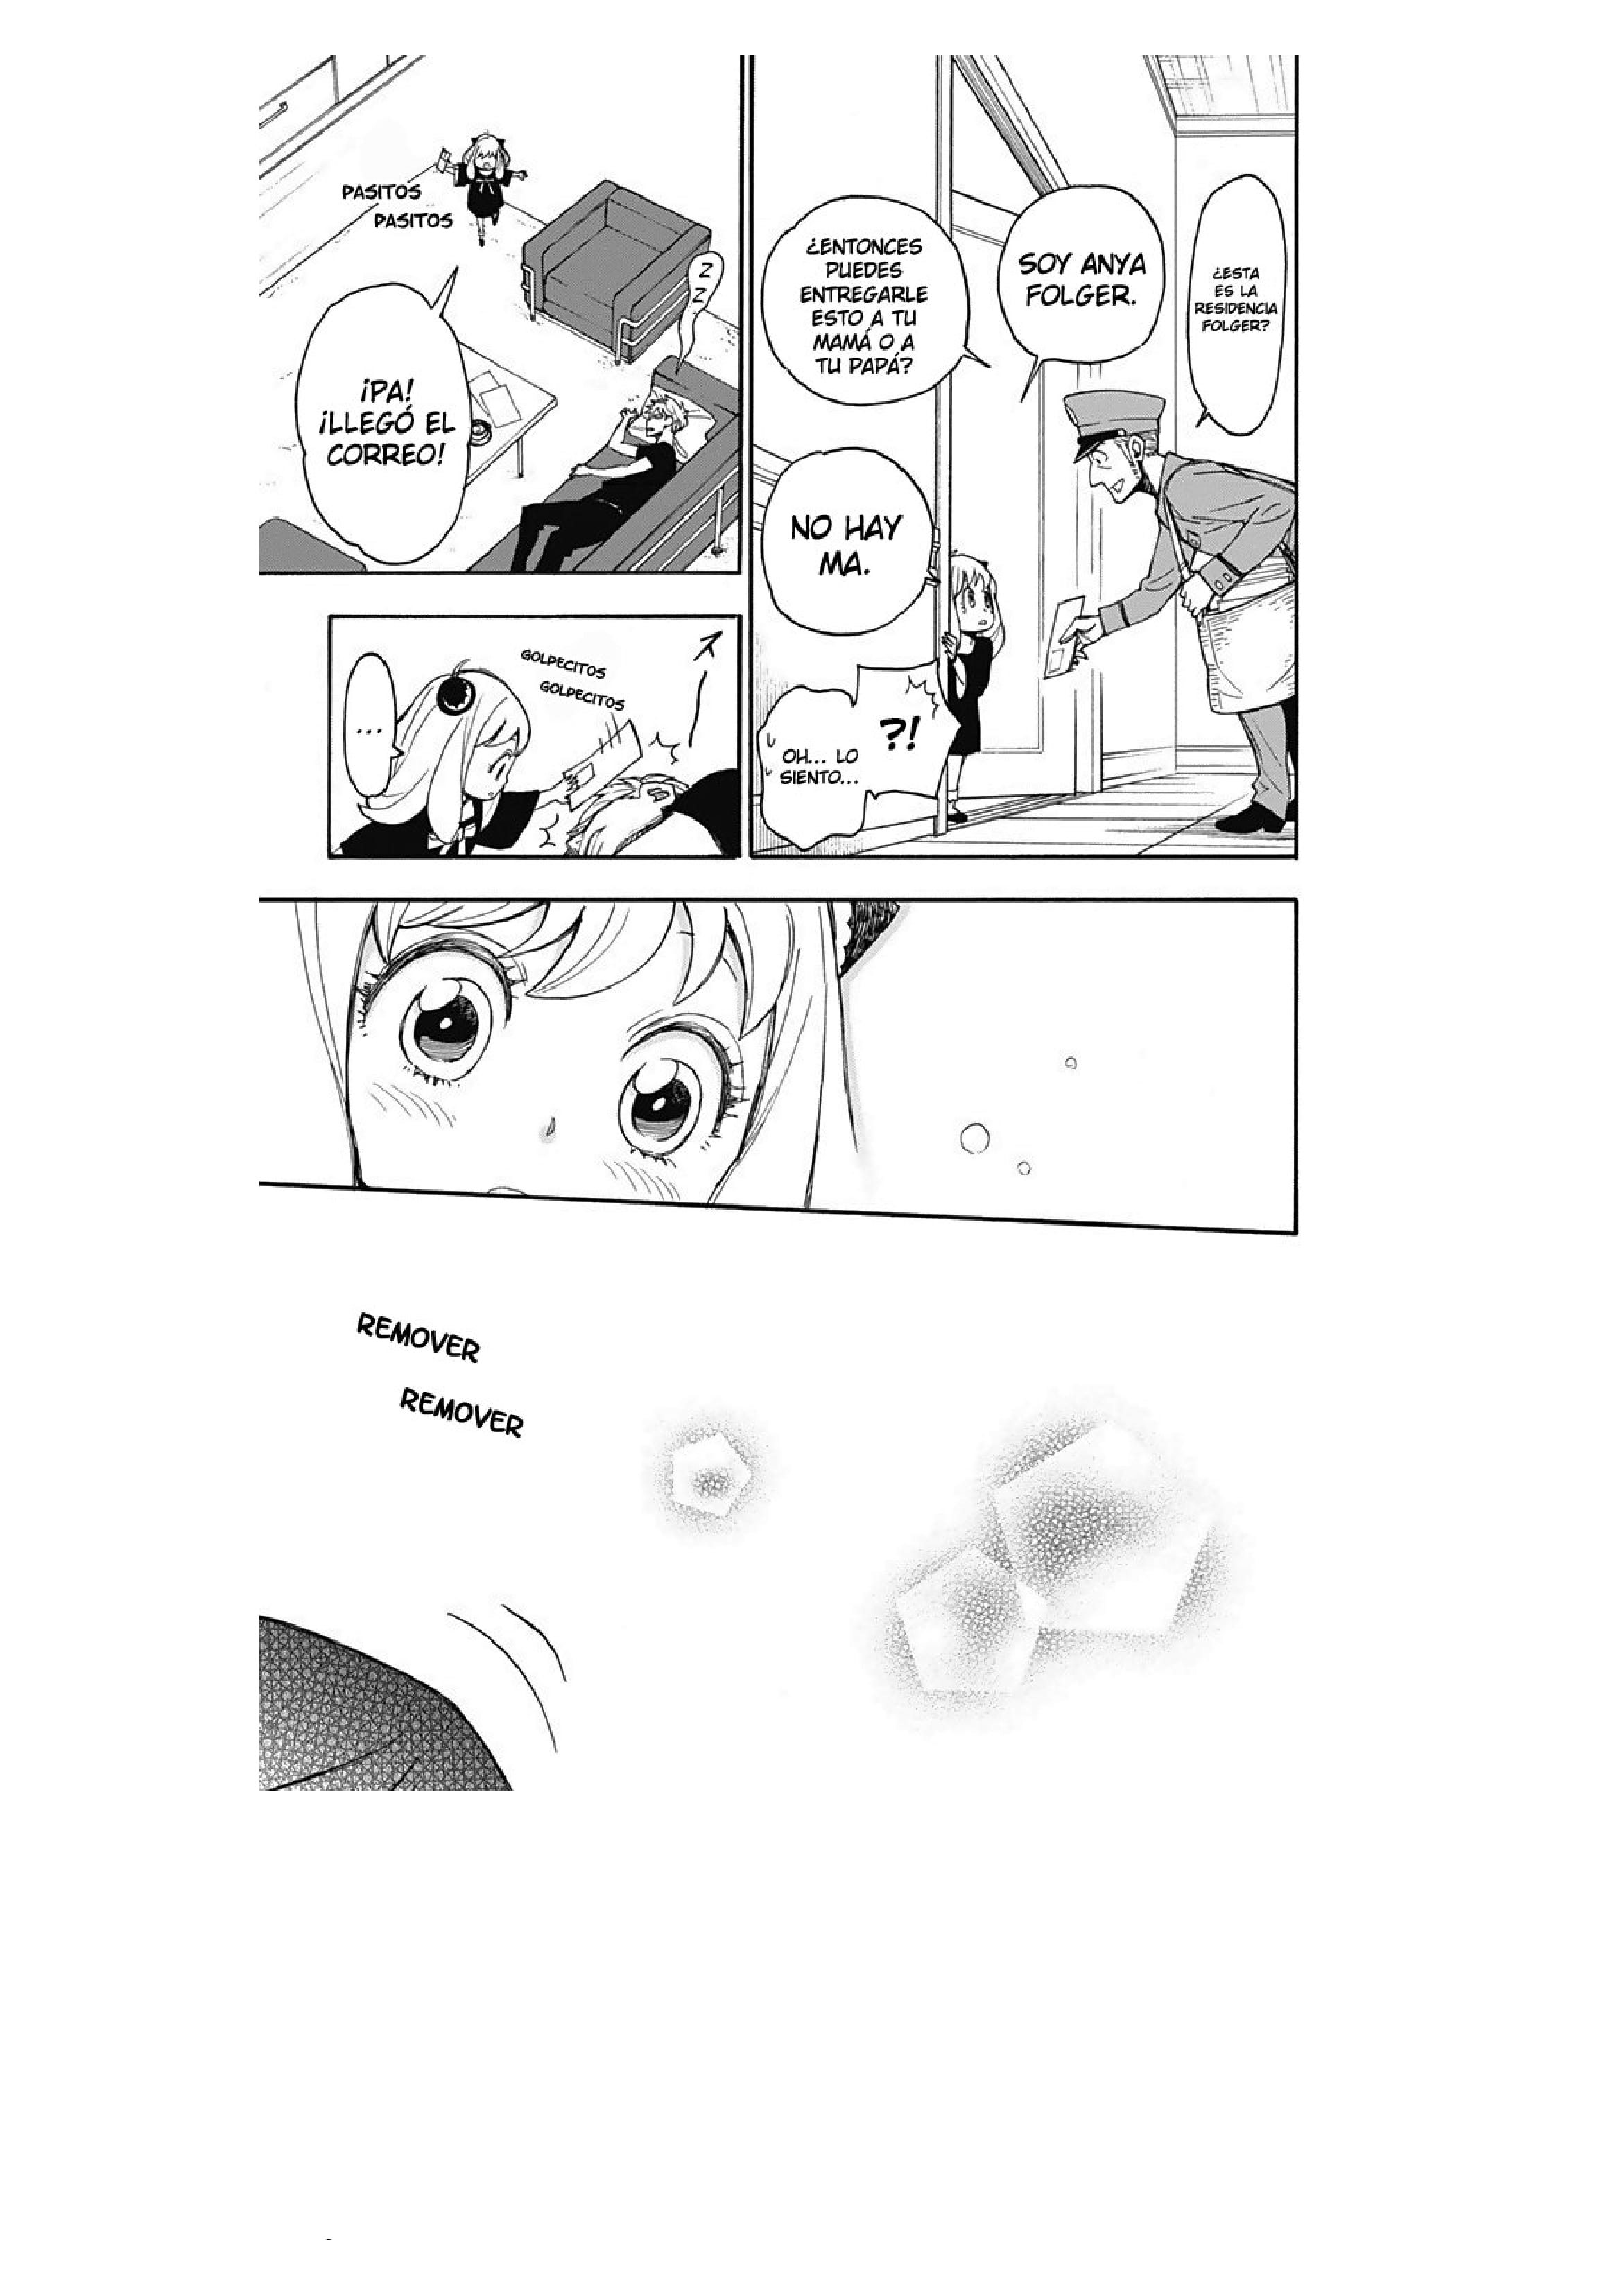 ¿ESTA
ES LA
RESIDENCIA
FOLGER?
SOY ANYA
FOLGER.
¿ENTONCES
PUEDES
ENTREGARLE
ESTO A TU
MAMÁ O A
TU PAPÁ?
NO HAY
MA.
?!
OH... LO
SIENTO...
PASITOS
PASITOS
Z
Z
¡PA!
¡LLEGÓ EL
CORREO!
ス
GOLPECITOS
GOLPECITOS
...
REMOVER
REMOVER